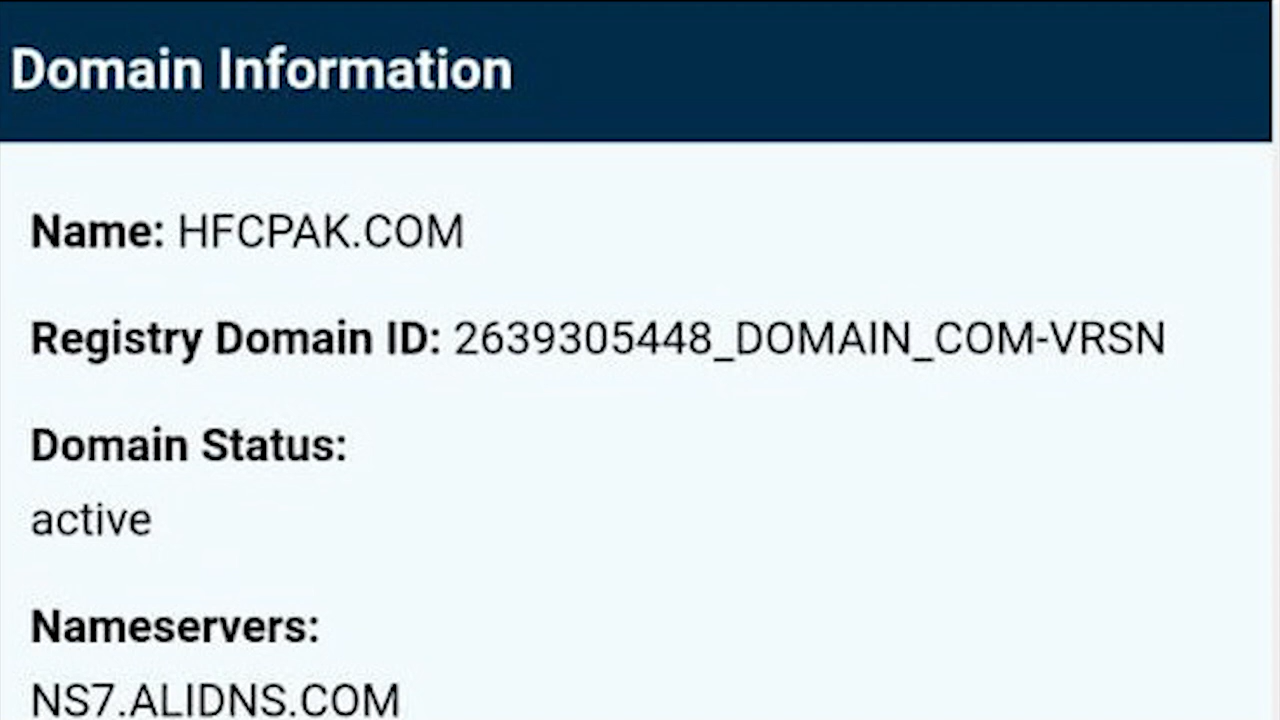 Domain Information
Name: HFCPAK.COM
Registry Domain ID: 2639305448_DOMAIN_COM-VRSN
Domain Status:
active
Nameservers:
NS7.ALIDNS.COM